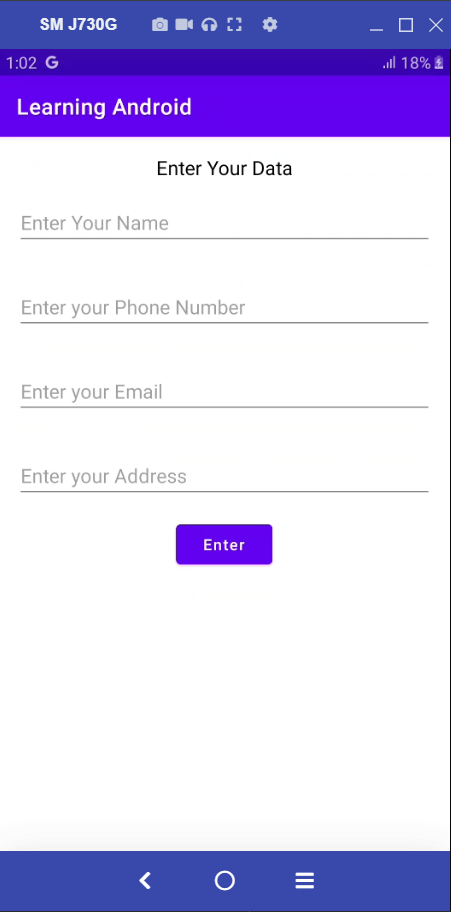 SM J730G
1:02 G 18%
Learning Android
Enter Your Data
Enter Your Name
Enter your Phone Number
Enter your Email
Enter your Address
Enter